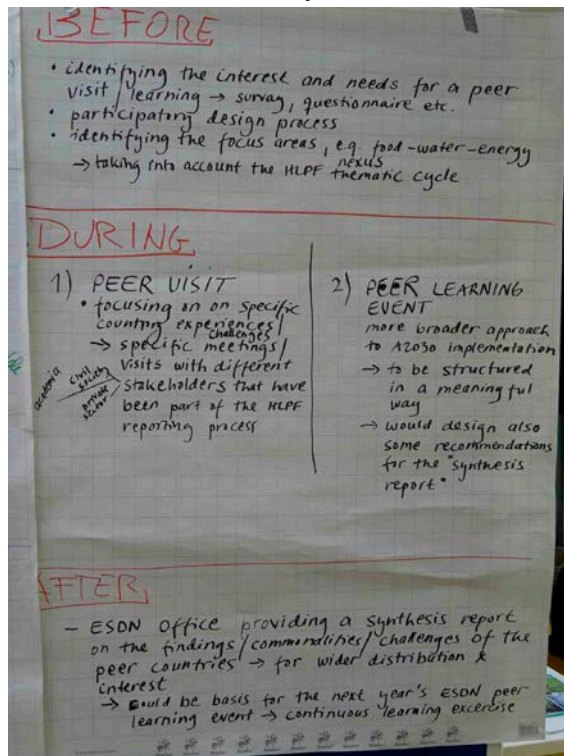 BEFORE
• identifying the interest and needs for a peer
visit / learning → survay, questionnaire etc.
• participatory design process
• identifying the focus areas, e.g. food-water-energy
nexus
→ taking into account the HLPF thematic cycle
DURING
1) PEER VISIT
• focusing on on specific
country experiences /
challenges
→ specific meetings /
visits with different
stakeholders that have
been part of the HLPF
reporting process
academia
civil
society
private
sector
2) PEER LEARNING
EVENT
more broader approach
to A2030 implementation
→ to be structured
in a meaningful
way
→ would design also
some recommendations
for the "synthesis
report"
AFTER
- ESDN Office providing a synthesis report
on the findings / commonalities / challenges of the
peer countries → for wider distribution &
interest
→ Could be basis for the next year's ESDN peer
learning event → continuous learning excercise